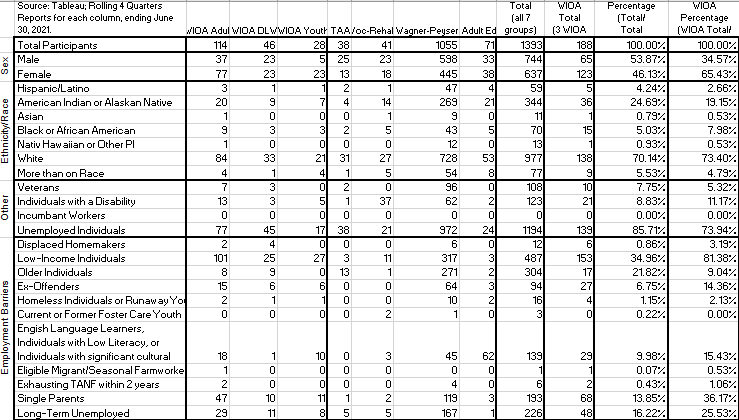 Source: Tableau; Rolling 4 Quarters
Reports for each column, ending June
30, 2021.
WIOA Adul WIOA DLW WIOA Youth TAA /oc-Rehal Wagner-Peyser Adult Ed Total (all 7 groups) WIOA Total (3 WIOA Percentage (Total/ Total WIOA Percentage (WIOA Total/
Total Participants 114 46 28 38 41 1055 71 1393 188 100.00% 100.00%
Sex
Male 37 23 5 25 23 598 33 744 65 53.87% 34.57%
Female 77 23 23 13 18 445 38 637 123 46.13% 65.43%
Ethnicity/Race
Hispanic/Latino 3 1 1 2 1 47 4 59 5 4.24% 2.66%
American Indian or Alaskan Native 20 9 7 4 14 269 21 344 36 24.69% 19.15%
Asian 1 0 0 0 1 9 0 11 1 0.79% 0.53%
Black or African American 9 3 3 2 5 43 5 70 15 5.03% 7.98%
Nativ Hawaiian or Other PI 1 0 0 0 0 12 0 13 1 0.93% 0.53%
White 84 33 21 31 27 728 53 977 138 70.14% 73.40%
More than on Race 4 1 4 1 5 54 8 77 9 5.53% 4.79%
Other
Veterans 7 3 0 2 0 96 0 108 10 7.75% 5.32%
Individuals with a Disability 13 3 5 1 37 62 2 123 21 8.83% 11.17%
Incumbant Workers 0 0 0 0 0 0 0 0 0 0.00% 0.00%
Unemployed Individuals 77 45 17 38 21 972 24 1194 139 85.71% 73.94%
Employment Barriers
Displaced Homemakers 2 4 0 0 0 6 0 12 6 0.86% 3.19%
Low-Income Individuals 101 25 27 3 11 317 3 487 153 34.96% 81.38%
Older Individuals 8 9 0 13 1 271 2 304 17 21.82% 9.04%
Ex-Offenders 15 6 6 0 0 64 3 94 27 6.75% 14.36%
Homeless Individuals or Runaway You 2 1 1 0 0 10 2 16 4 1.15% 2.13%
Current or Former Foster Care Youth 0 0 0 0 2 1 0 3 0 0.22% 0.00%
Engish Language Learners,
Individuals with Low Literacy, or
Individuals with significant cultural 18 1 10 0 3 45 62 139 29 9.98% 15.43%
Eligible Migrant/Seasonal Farmworke 1 0 0 0 0 0 0 1 1 0.07% 0.53%
Exhausting TANF within 2 years 2 0 0 0 0 4 0 6 2 0.43% 1.06%
Single Parents 47 10 11 1 2 119 3 193 68 13.85% 36.17%
Long-Term Unemployed 29 11 8 5 5 167 1 226 48 16.22% 25.53%